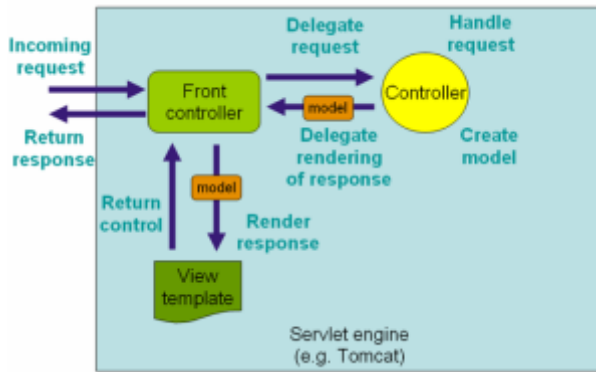 Incoming
request
Return
response
Front
controller
Delegate
request
Handle
request
Controller
model
Delegate
rendering
of response
Create
model
Return
control
model
Render
response
View
template
Servlet engine
(e.g. Tomcat)